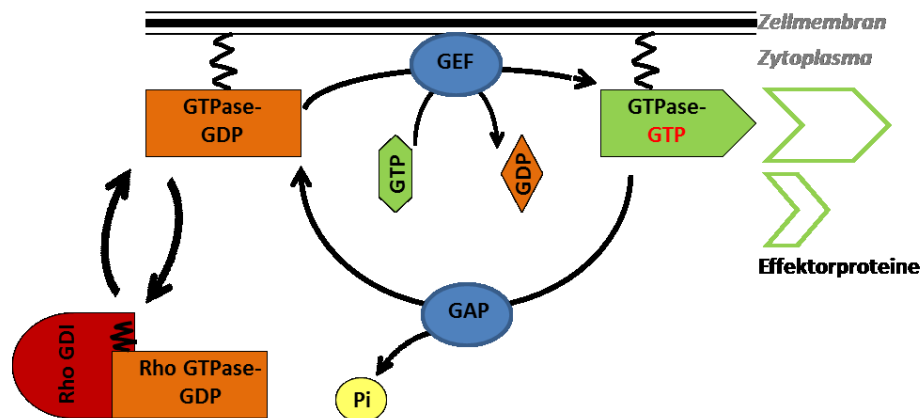 Zellmembran
Zytoplasma
GEF
GTPase-
GDP
GTPase-
GTP
GTP
GDP
Effektorproteine
GAP
Rho GDI
Rho GTPase-
GDP
Pi